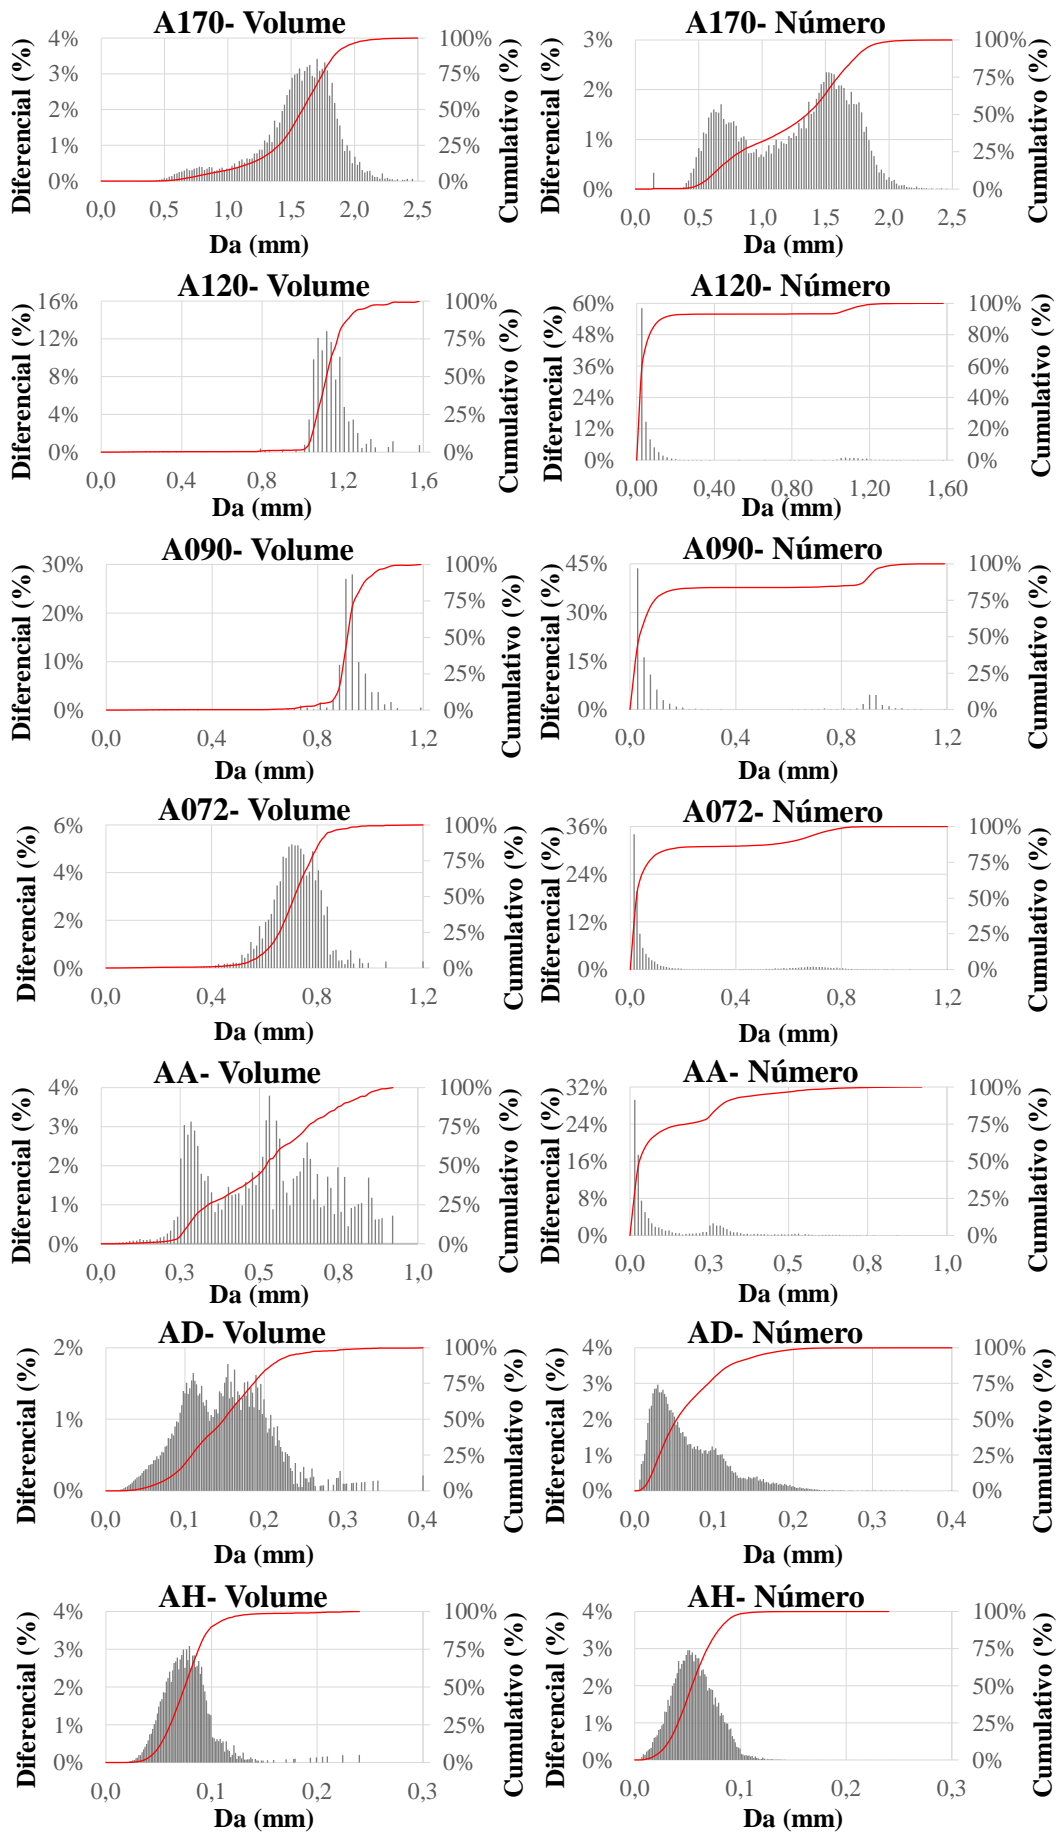 A170- Volume
Diferencial (%)
4%
3%
2%
1%
0%
100%
75%
50%
25%
0%
Cumulativo (%)
0,0 0,5 1,0 1,5 2,0 2,5
Da (mm)
A170- Número
Diferencial (%)
3%
2%
1%
0%
100%
75%
50%
25%
0%
Cumulativo (%)
0,0 0,5 1,0 1,5 2,0 2,5
Da (mm)
A120- Volume
Diferencial (%)
16%
12%
8%
4%
0%
100%
75%
50%
25%
0%
Cumulativo (%)
0,0 0,4 0,8 1,2 1,6
Da (mm)
A120- Número
Diferencial (%)
60%
48%
36%
24%
12%
0%
100%
80%
60%
40%
20%
0%
Cumulativo (%)
0,00 0,40 0,80 1,20 1,60
Da (mm)
A090- Volume
Diferencial (%)
30%
20%
10%
0%
100%
75%
50%
25%
0%
Cumulativo (%)
0,0 0,4 0,8 1,2
Da (mm)
A090- Número
Diferencial (%)
45%
30%
15%
0%
100%
75%
50%
25%
0%
Cumulativo (%)
0,0 0,4 0,8 1,2
Da (mm)
A072- Volume
Diferencial (%)
6%
4%
2%
0%
100%
75%
50%
25%
0%
Cumulativo (%)
0,0 0,4 0,8 1,2
Da (mm)
A072- Número
Diferencial (%)
36%
24%
12%
0%
100%
75%
50%
25%
0%
Cumulativo (%)
0,0 0,4 0,8 1,2
Da (mm)
AA- Volume
Diferencial (%)
4%
3%
2%
1%
0%
100%
75%
50%
25%
0%
Cumulativo (%)
0,0 0,3 0,5 0,8 1,0
Da (mm)
AA- Número
Diferencial (%)
32%
24%
16%
8%
0%
100%
75%
50%
25%
0%
Cumulativo (%)
0,0 0,3 0,5 0,8 1,0
Da (mm)
AD- Volume
Diferencial (%)
2%
1%
0%
100%
75%
50%
25%
0%
Cumulativo (%)
0,0 0,1 0,2 0,3 0,4
Da (mm)
AD- Número
Diferencial (%)
4%
3%
2%
1%
0%
100%
75%
50%
25%
0%
Cumulativo (%)
0,0 0,1 0,2 0,3 0,4
Da (mm)
AH- Volume
Diferencial (%)
4%
3%
2%
1%
0%
100%
75%
50%
25%
0%
Cumulativo (%)
0,0 0,1 0,2 0,3
Da (mm)
AH- Número
Diferencial (%)
4%
3%
2%
1%
0%
100%
75%
50%
25%
0%
Cumulativo (%)
0,0 0,1 0,2 0,3
Da (mm)